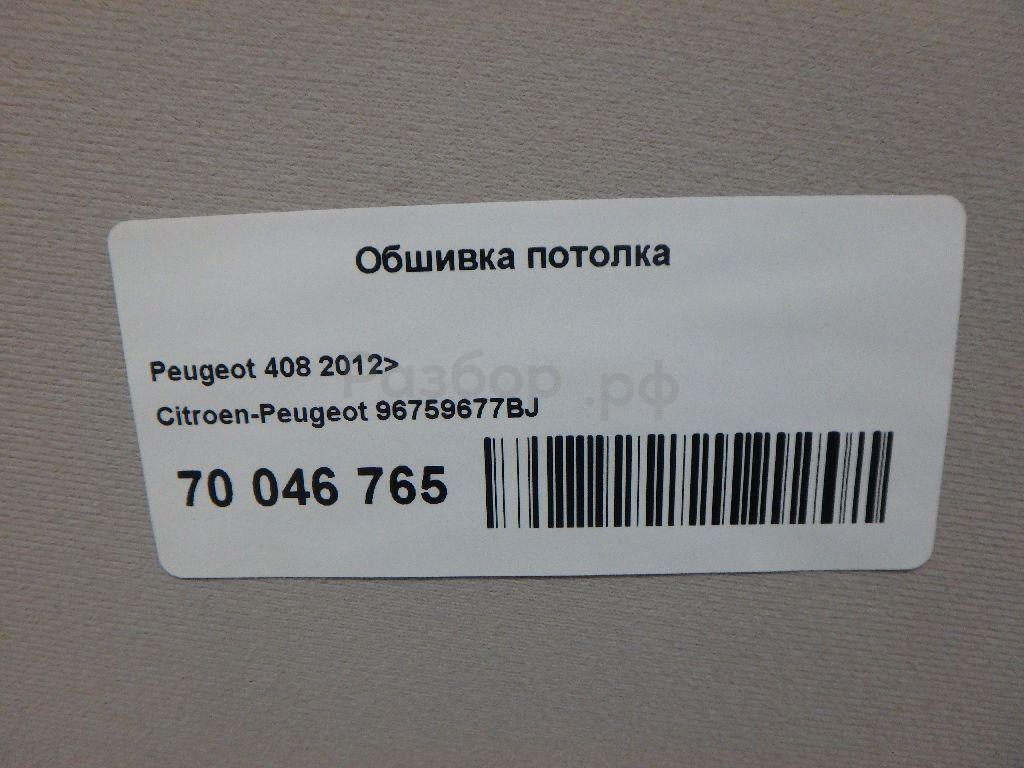 Обшивка потолка
Peugeot 408 2012>
Разбор.рф
Citroen-Peugeot 96759677BJ
70 046 765